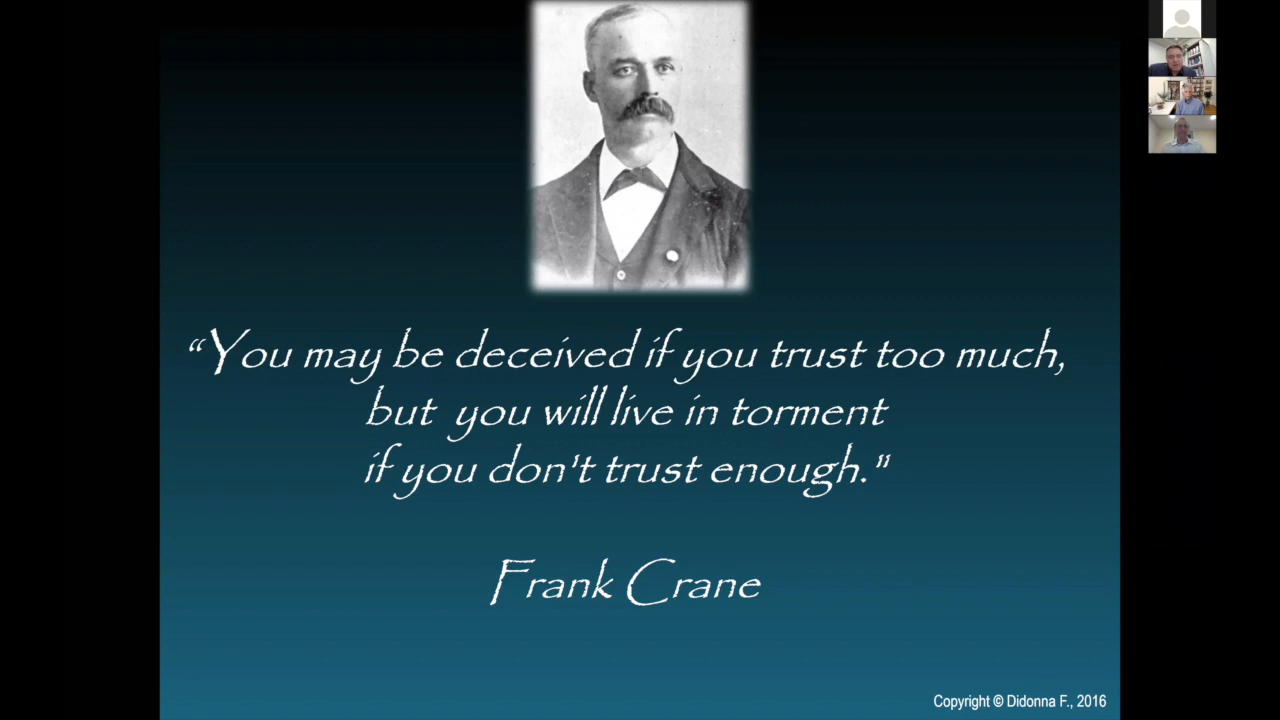 “You may be deceived if you trust too much,
but you will live in torment
if you don't trust enough."
Frank Crane
Copyright © Didonna F., 2016